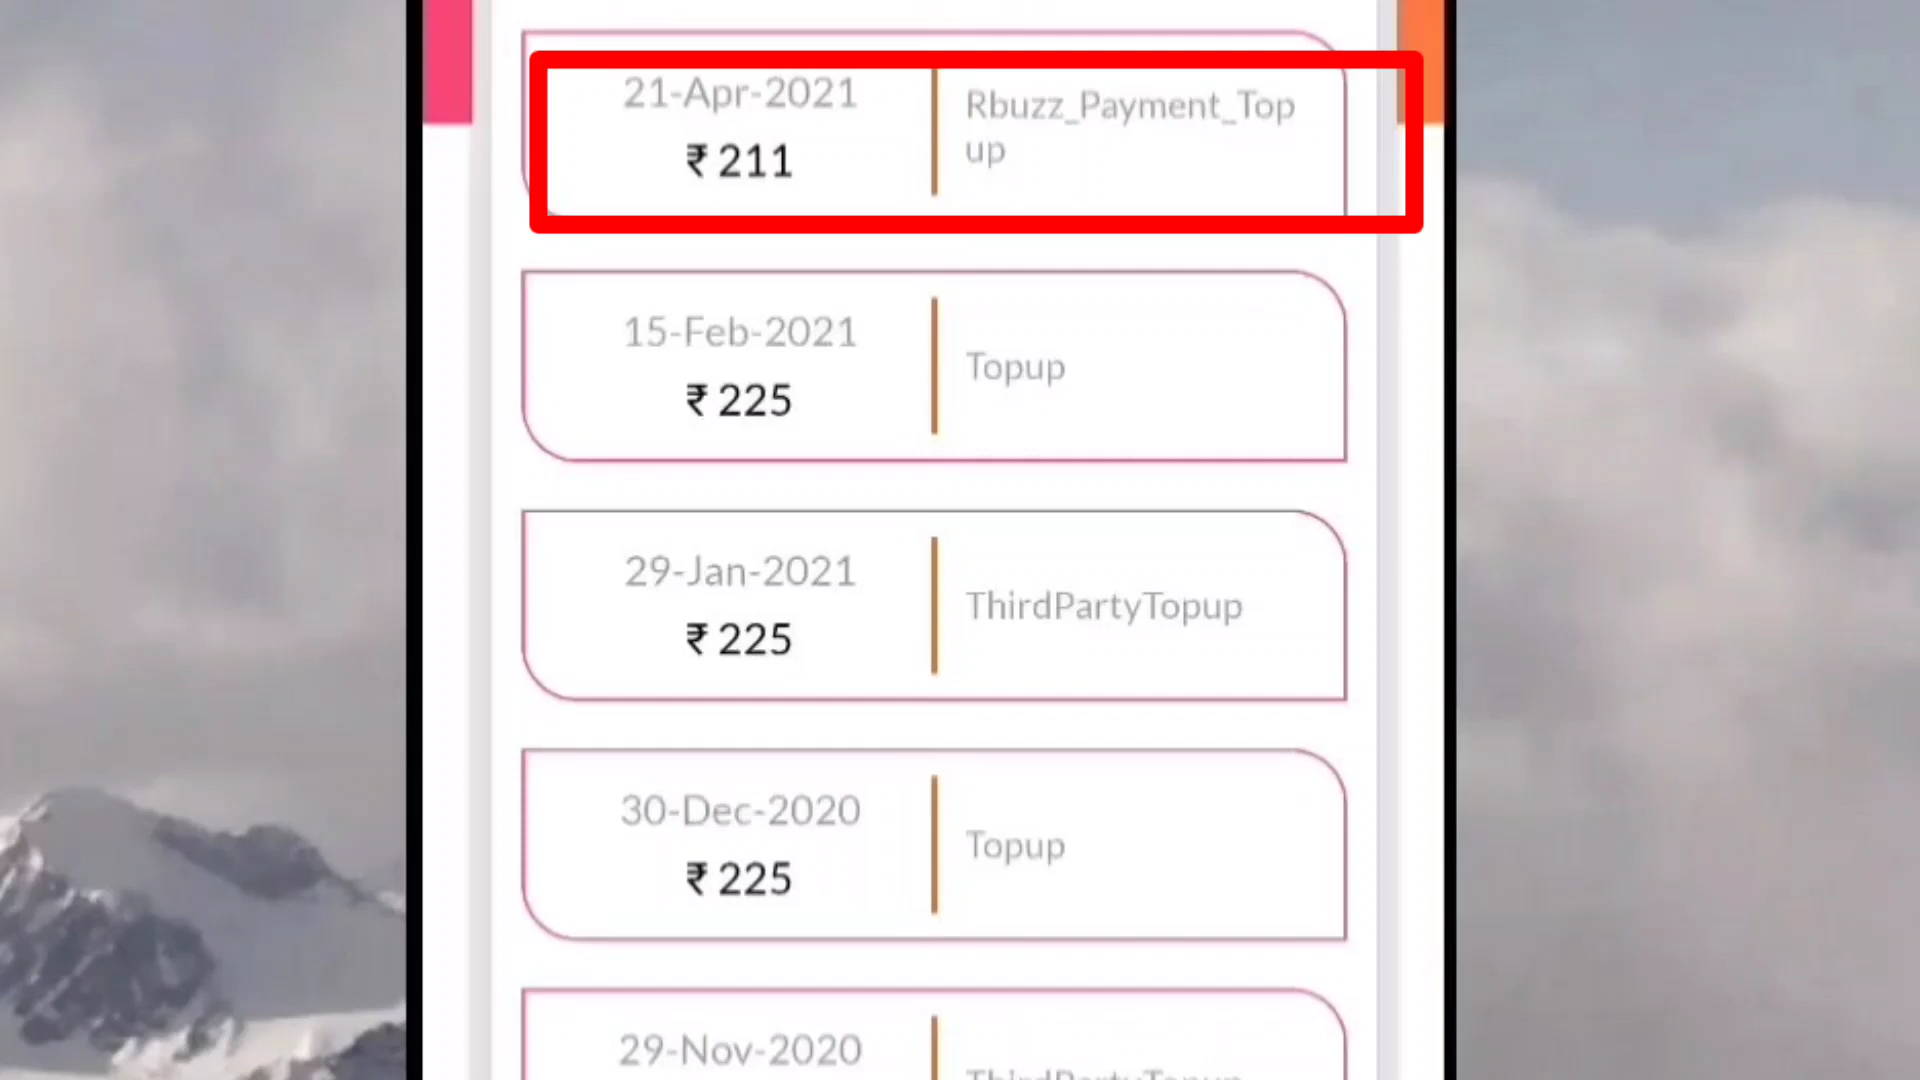 21-Apr-2021
₹ 211
Rbuzz_Payment_Top
up
15-Feb-2021
₹ 225
Topup
29-Jan-2021
₹ 225
ThirdPartyTopup
30-Dec-2020
₹ 225
Topup
29-Nov-2020
ThirdPartyTopup